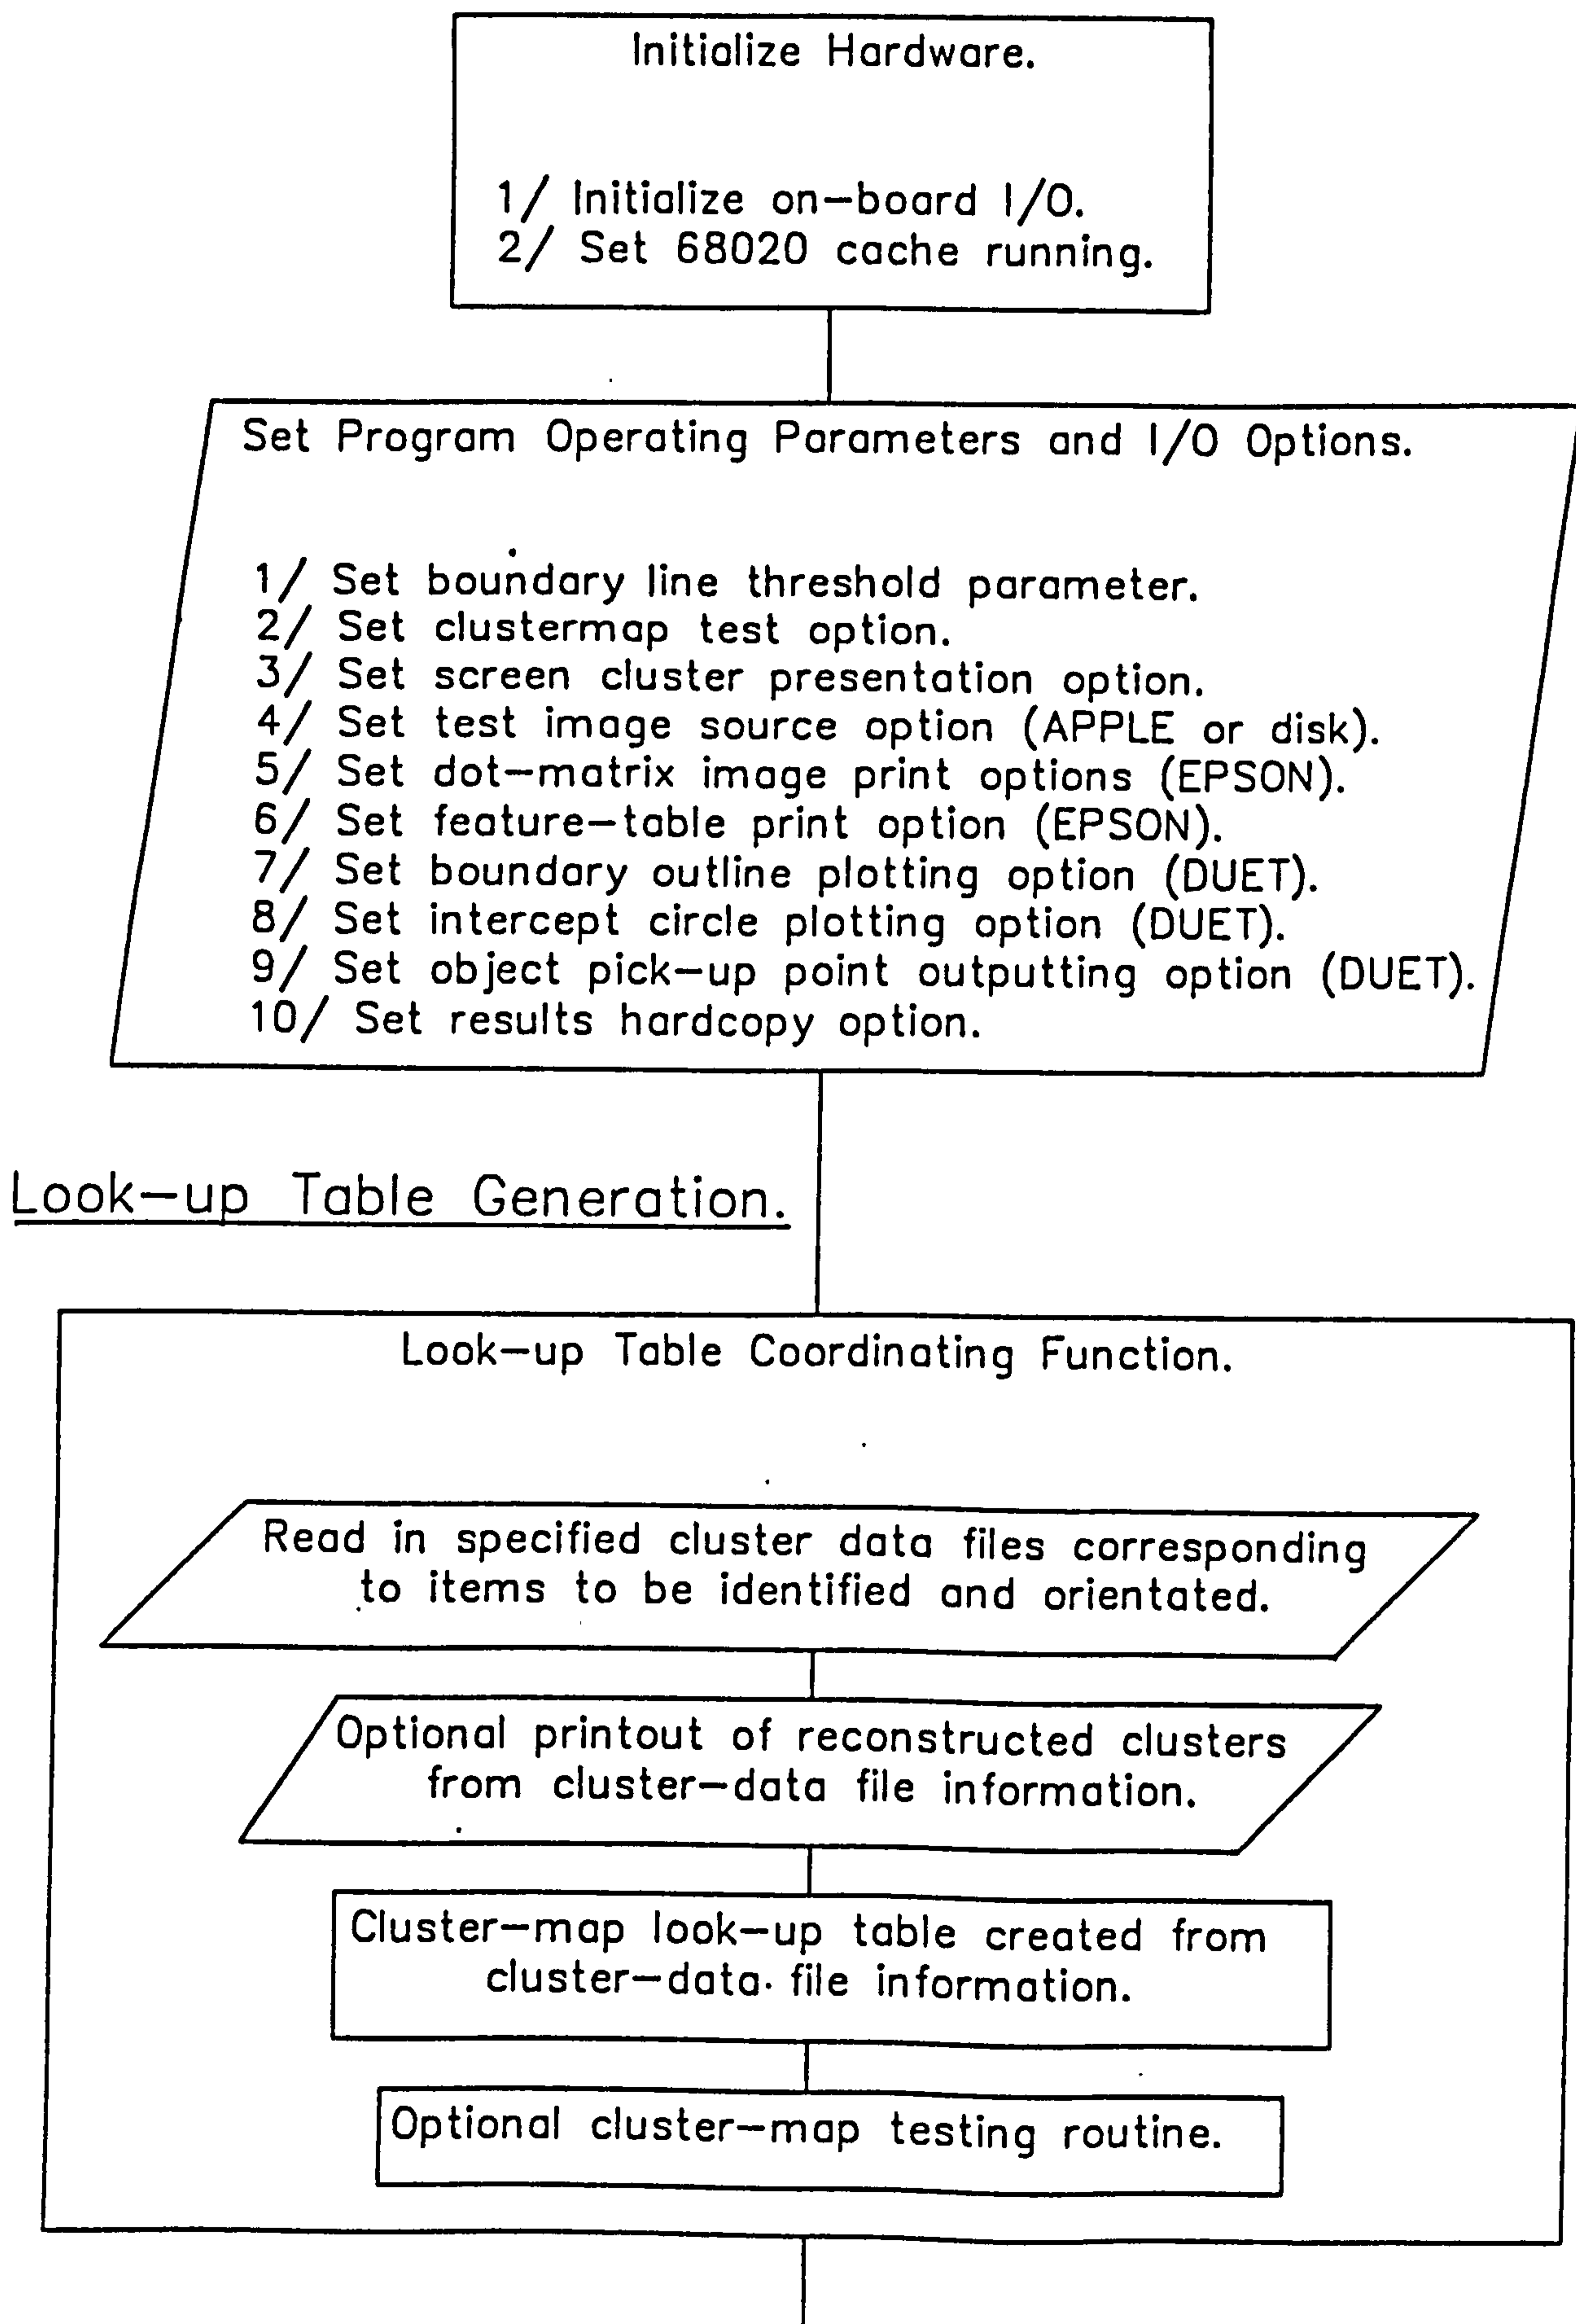 Initialize Hardware.
1/ Initialize on-board I/O.
2/ Set 68020 cache running.
Set Program Operating Parameters and I/O Options.
1/ Set boundary line threshold parameter.
2/ Set clustermap test option.
3/ Set screen cluster presentation option.
4/ Set test image source option (APPLE or disk).
5/ Set dot-matrix image print options (EPSON).
6/ Set feature-table print option (EPSON).
7/ Set boundary outline plotting option (DUET).
8/ Set intercept circle plotting option (DUET).
9/ Set object pick-up point outputting option (DUET).
10/ Set results hardcopy option.
Look-up Table Generation.
Look-up Table Coordinating Function.
Read in specified cluster data files corresponding
to items to be identified and orientated.
Optional printout of reconstructed clusters
from cluster-data file information.
Cluster-map look-up table created from
cluster-data file information.
Optional cluster-map testing routine.